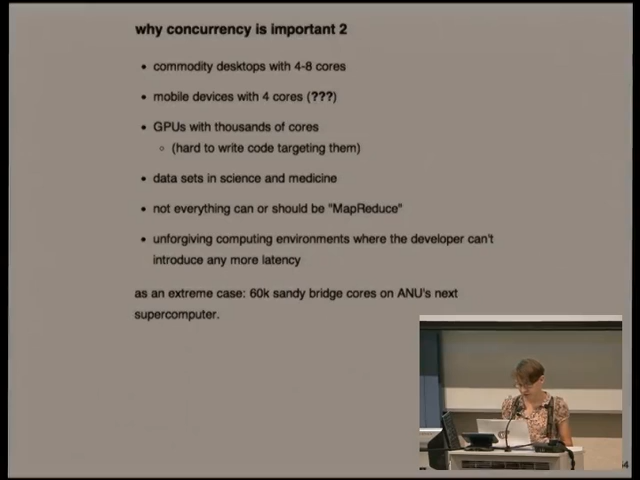 why concurrency is important 2
• commodity desktops with 4-8 cores
• mobile devices with 4 cores (???)
• GPUs with thousands of cores
◦ (hard to write code targeting them)
• data sets in science and medicine
• not everything can or should be "MapReduce"
• unforgiving computing environments where the developer can't
introduce any more latency
as an extreme case: 60k sandy bridge cores on ANU's next
supercomputer.